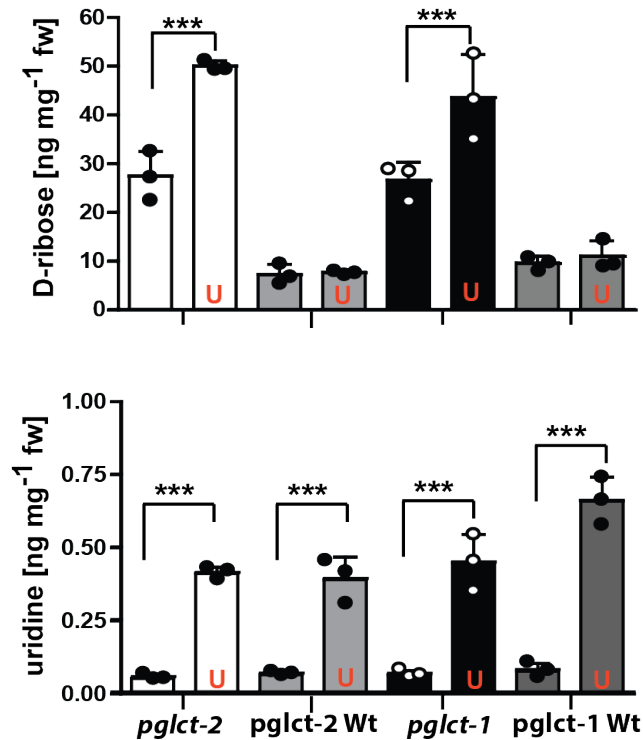 D-ribose [ng mg⁻¹ fw]
60
50
40
30
20
10
0
***
***
U
U
U
U
uridine [ng mg⁻¹ fw]
1.00
0.75
0.50
0.25
0.00
***
***
***
***
U
U
U
U
pglct-2
pglct-2 Wt
pglct-1
pglct-1 Wt